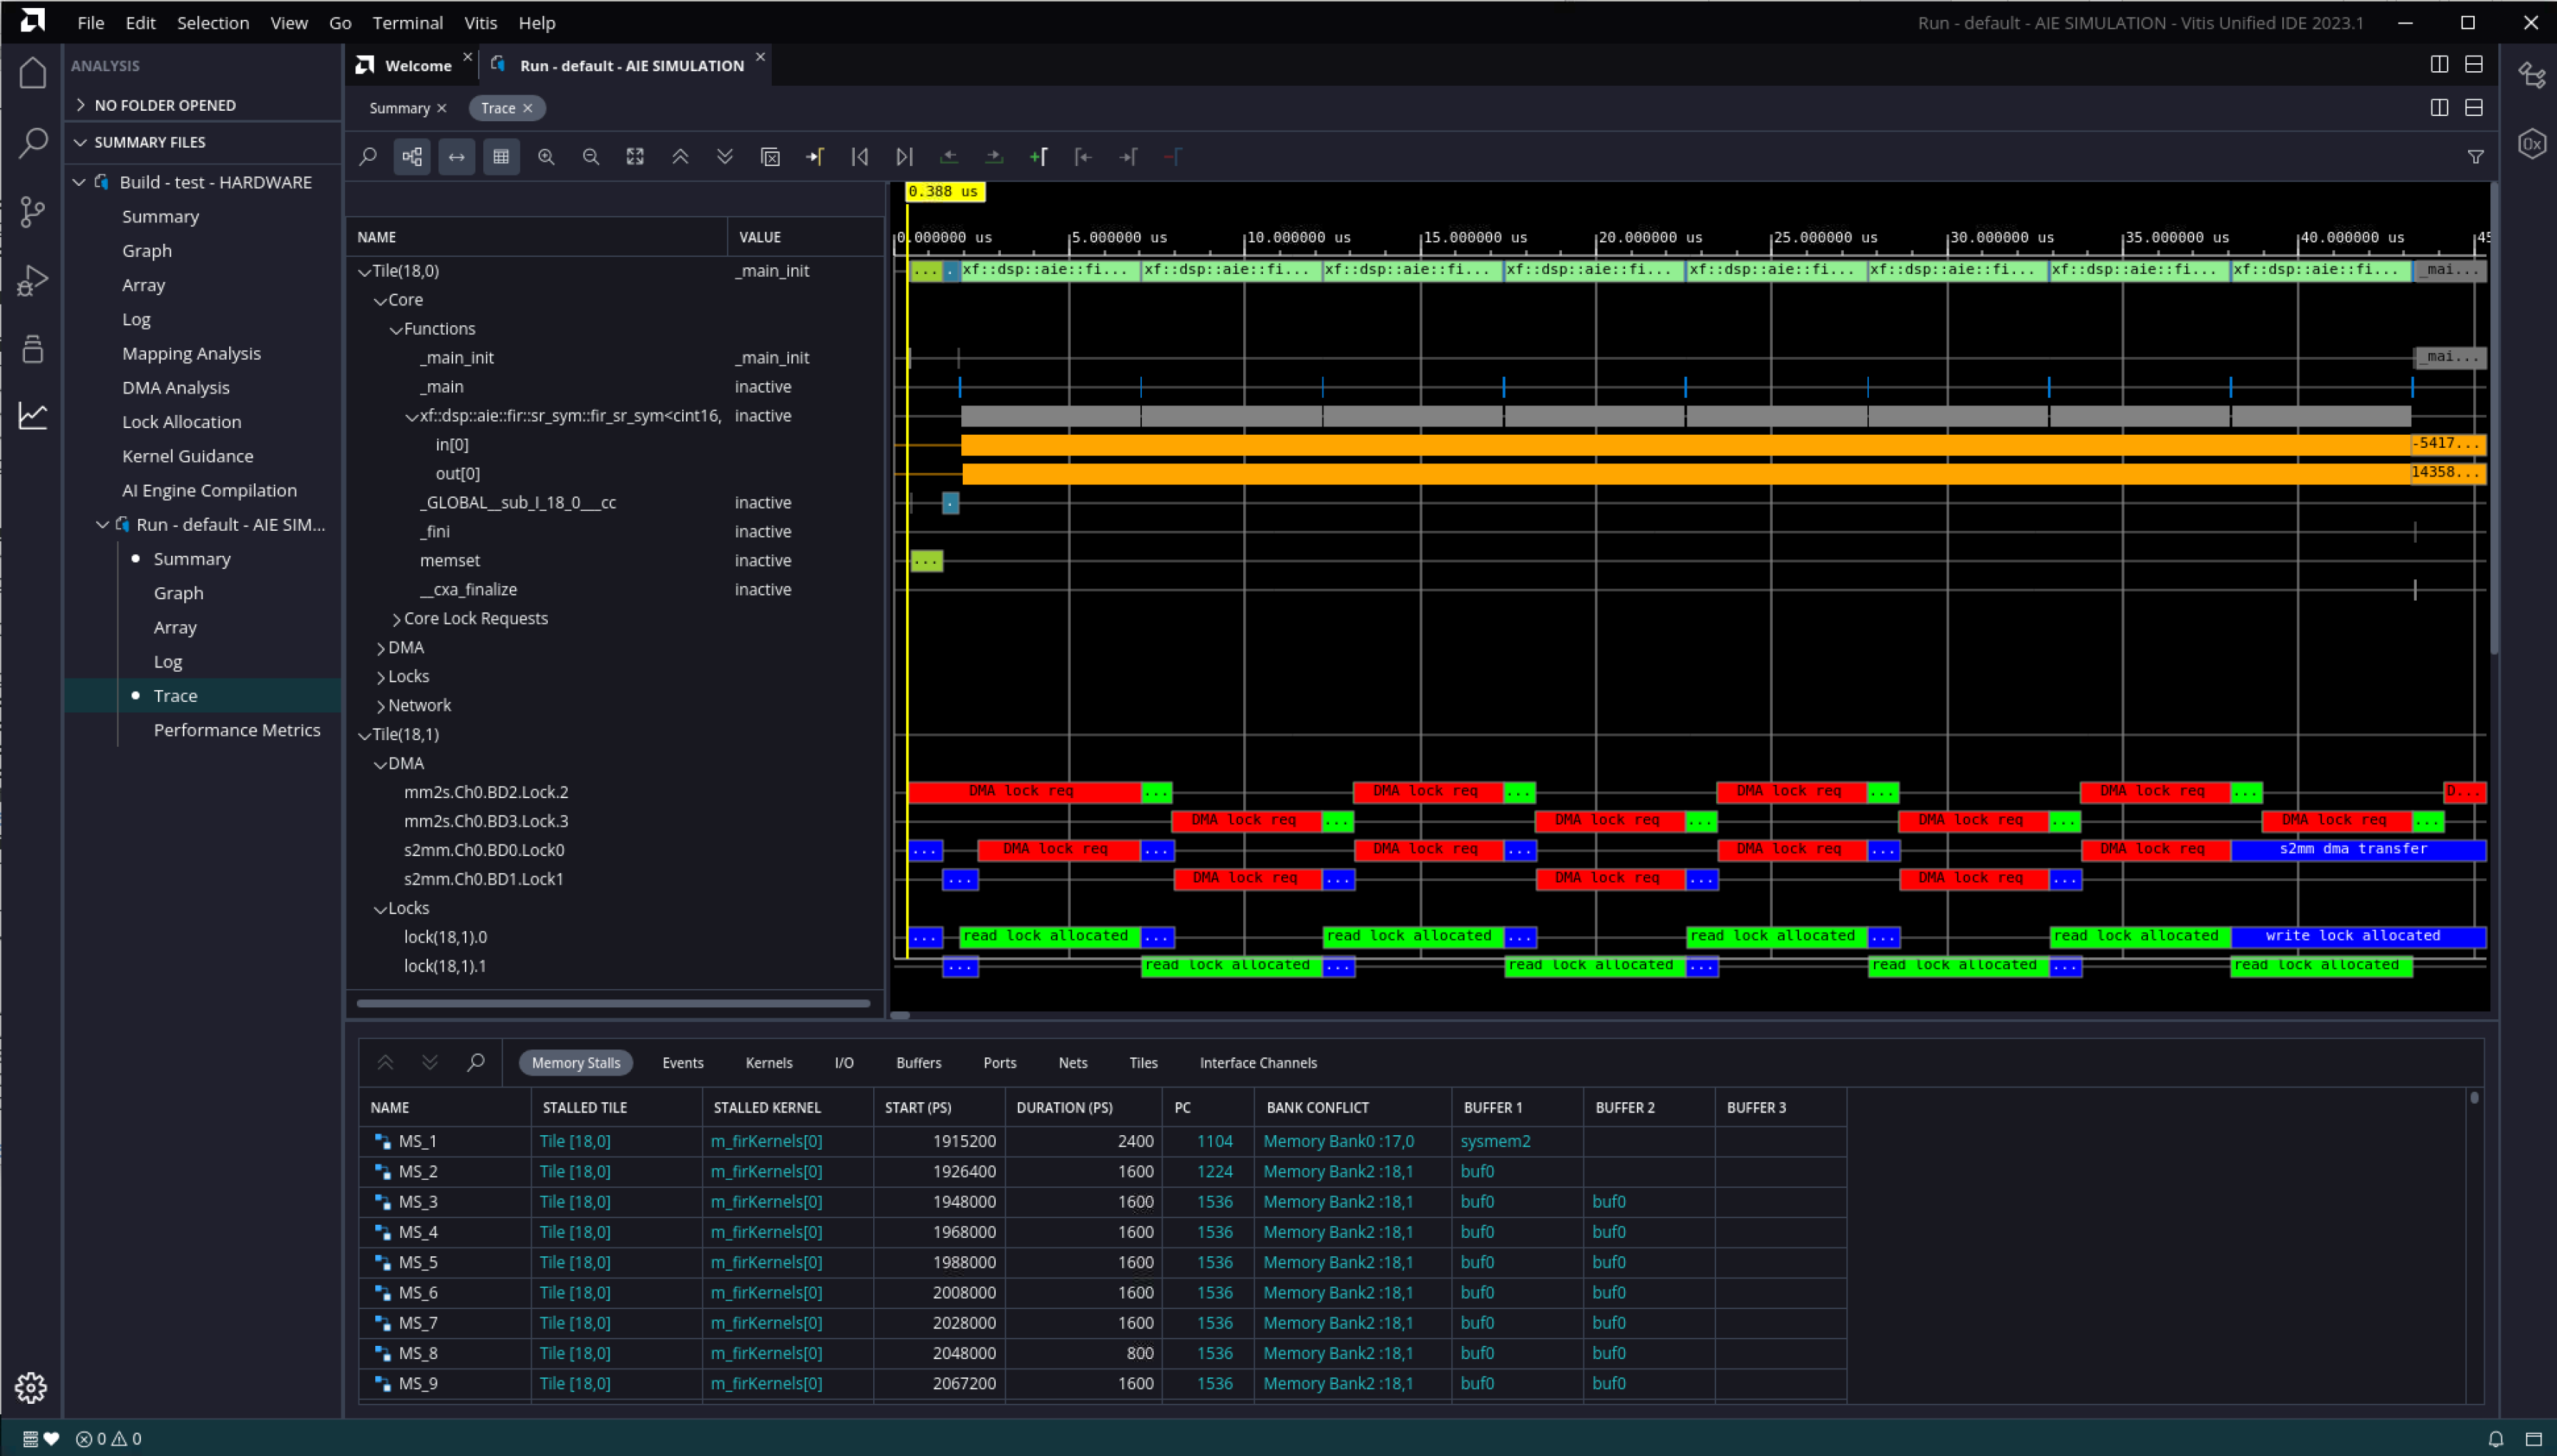 File Edit Selection View Go Terminal Vitis Help
Run - default - AIE SIMULATION - Vitis Unified IDE 2023.1
ANALYSIS
NO FOLDER OPENED
SUMMARY FILES
Build - test - HARDWARE
Summary
Graph
Array
Log
Mapping Analysis
DMA Analysis
Lock Allocation
Kernel Guidance
AI Engine Compilation
Run - default - AIE SIM...
Summary
Graph
Array
Log
Trace
Performance Metrics
Welcome Run - default - AIE SIMULATION
Summary Trace
0x
0.388 us
NAME VALUE
0.000000 us 5.000000 us 10.000000 us 15.000000 us 20.000000 us 25.000000 us 30.000000 us 35.000000 us 40.000000 us 45
Tile(18,0) _main_init
... . xf::dsp::aie::fi... xf::dsp::aie::fi... xf::dsp::aie::fi... xf::dsp::aie::fi... xf::dsp::aie::fi... xf::dsp::aie::fi... xf::dsp::aie::fi... xf::dsp::aie::fi... _mai...
Core
Functions
_main_init _main_init _mai...
_main inactive
xf::dsp::aie::fir::sr_sym::fir_sr_sym<cint16, inactive
in[0] -5417...
out[0] 14358...
_GLOBAL__sub_I_18_0___cc inactive .
_fini inactive
memset inactive ...
__cxa_finalize inactive
Core Lock Requests
DMA
Locks
Network
Tile(18,1)
DMA
mm2s.Ch0.BD2.Lock.2 DMA lock req ... DMA lock req ... DMA lock req ... DMA lock req ... D...
mm2s.Ch0.BD3.Lock.3 DMA lock req ... DMA lock req ... DMA lock req ... DMA lock req ...
s2mm.Ch0.BD0.Lock0 ... DMA lock req ... DMA lock req ... DMA lock req ... DMA lock req s2mm dma transfer
s2mm.Ch0.BD1.Lock1 ... DMA lock req ... DMA lock req ... DMA lock req ...
Locks
lock(18,1).0 ... read lock allocated ... read lock allocated ... read lock allocated ... read lock allocated write lock allocated
lock(18,1).1 ... read lock allocated ... read lock allocated ... read lock allocated ... read lock allocated
Memory Stalls Events Kernels I/O Buffers Ports Nets Tiles Interface Channels
NAME STALLED TILE STALLED KERNEL START (PS) DURATION (PS) PC BANK CONFLICT BUFFER 1 BUFFER 2 BUFFER 3
MS_1 Tile [18,0] m_firKernels[0] 1915200 2400 1104 Memory Bank0 :17,0 sysmem2
MS_2 Tile [18,0] m_firKernels[0] 1926400 1600 1224 Memory Bank2 :18,1 buf0
MS_3 Tile [18,0] m_firKernels[0] 1948000 1600 1536 Memory Bank2 :18,1 buf0 buf0
MS_4 Tile [18,0] m_firKernels[0] 1968000 1600 1536 Memory Bank2 :18,1 buf0 buf0
MS_5 Tile [18,0] m_firKernels[0] 1988000 1600 1536 Memory Bank2 :18,1 buf0 buf0
MS_6 Tile [18,0] m_firKernels[0] 2008000 1600 1536 Memory Bank2 :18,1 buf0 buf0
MS_7 Tile [18,0] m_firKernels[0] 2028000 1600 1536 Memory Bank2 :18,1 buf0 buf0
MS_8 Tile [18,0] m_firKernels[0] 2048000 800 1536 Memory Bank2 :18,1 buf0 buf0
MS_9 Tile [18,0] m_firKernels[0] 2067200 1600 1536 Memory Bank2 :18,1 buf0 buf0
0 0